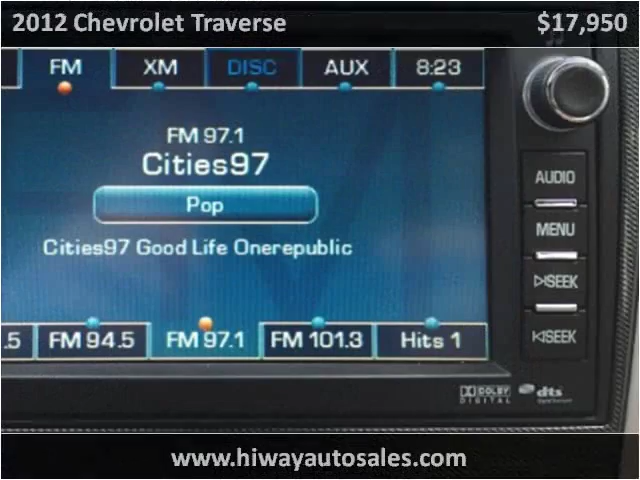 2012 Chevrolet Traverse $17,950
FM XM DISC AUX 8:23
FM 97.1
Cities97
Pop
Cities97 Good Life Onerepublic
.5 FM 94.5 FM 97.1 FM 101.3 Hits 1
AUDIO
MENU
SEEK
SEEK
DOLBY
DIGITAL
dts
www.hiwayautosales.com